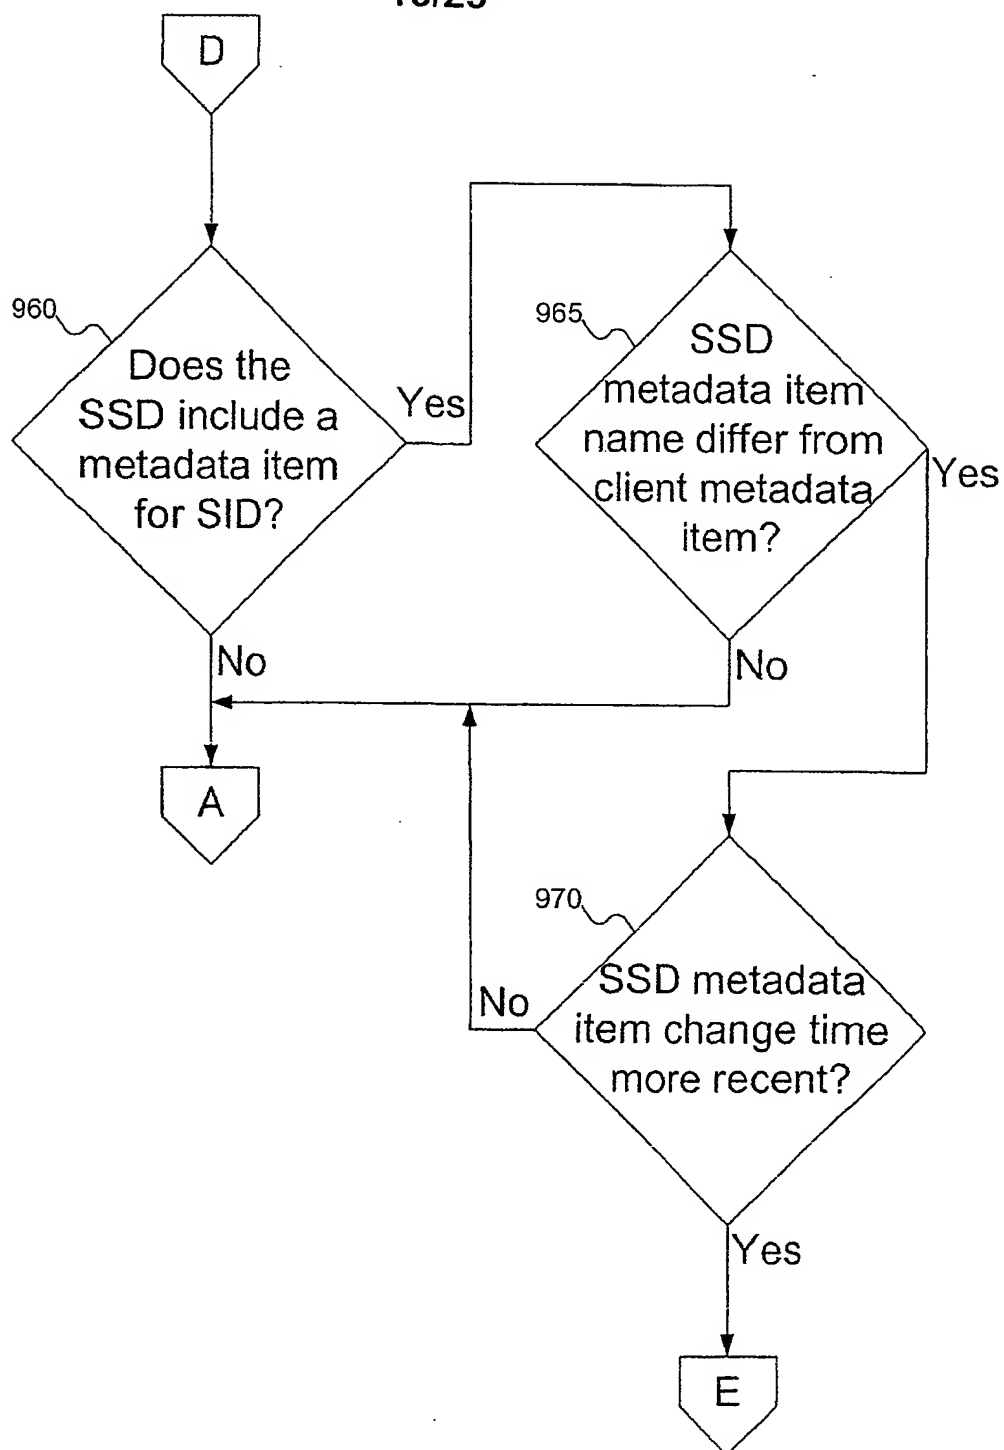 D
960
Does the
SSD include a
metadata item
for SID?
Yes
No
965
SSD
metadata item
name differ from
client metadata
item?
Yes
No
A
970
SSD metadata
item change time
more recent?
No
Yes
E